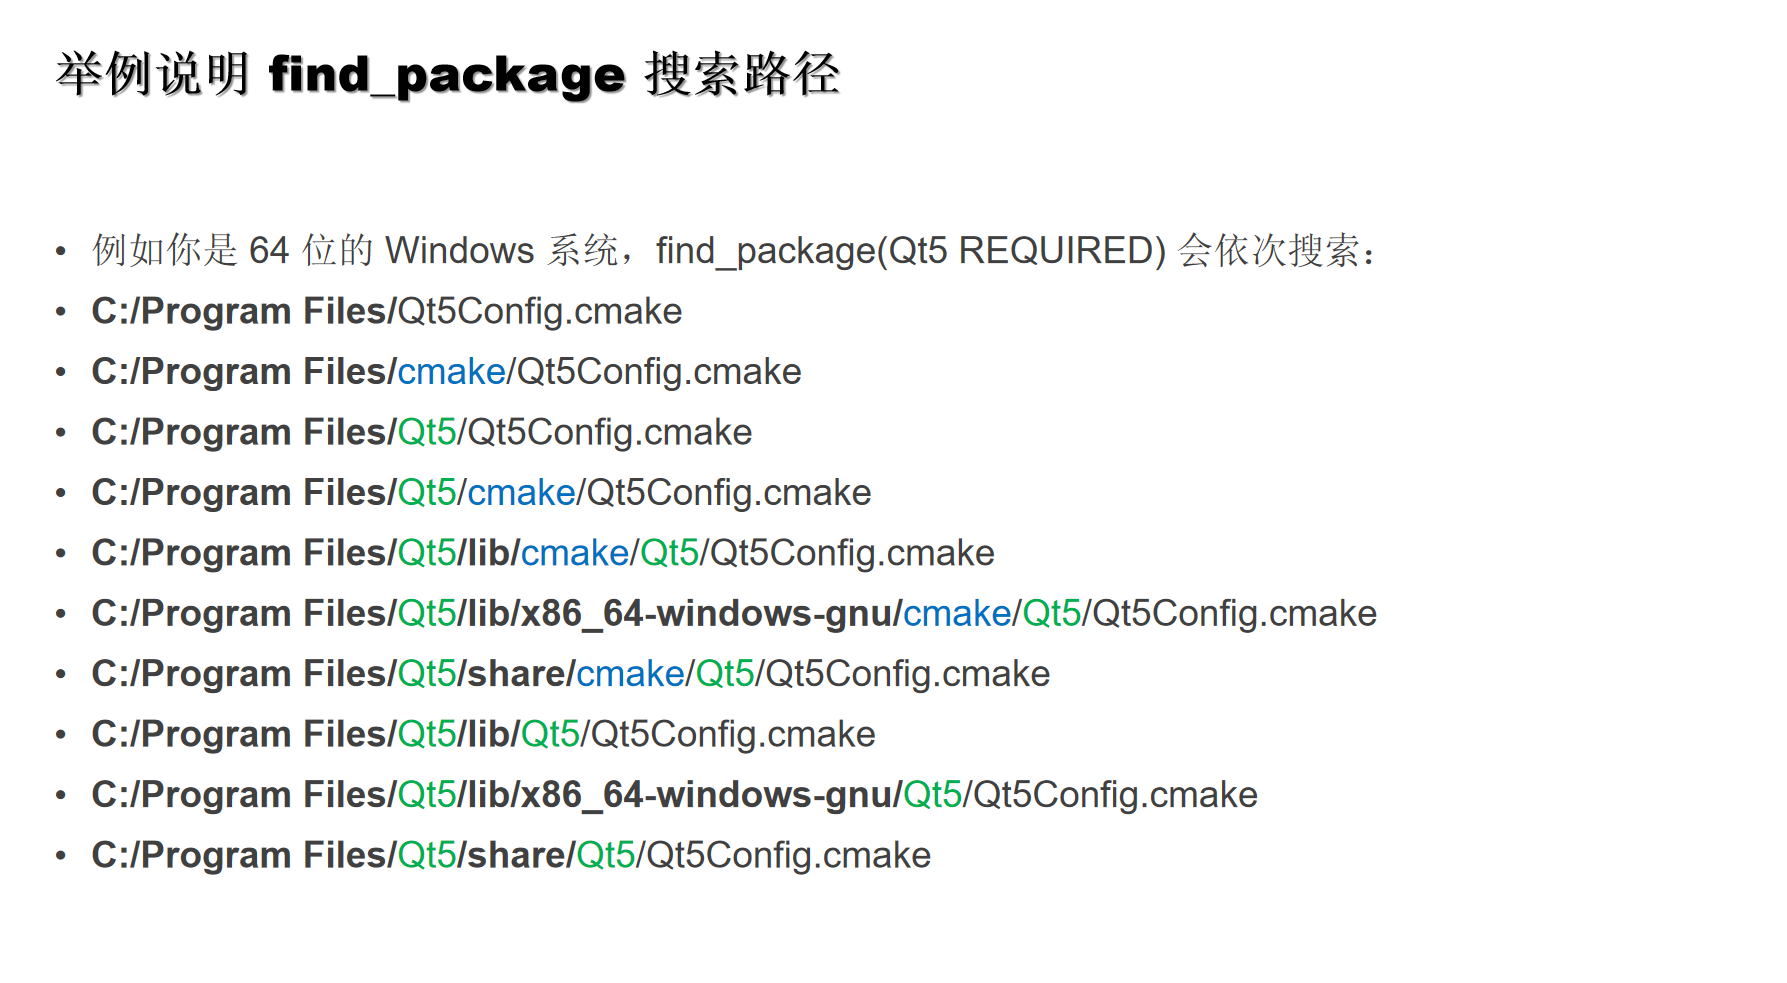 举例说明 find_package 搜索路径
• 例如你是 64 位的 Windows 系统，find_package(Qt5 REQUIRED) 会依次搜索：
• C:/Program Files/Qt5Config.cmake
• C:/Program Files/cmake/Qt5Config.cmake
• C:/Program Files/Qt5/Qt5Config.cmake
• C:/Program Files/Qt5/cmake/Qt5Config.cmake
• C:/Program Files/Qt5/lib/cmake/Qt5/Qt5Config.cmake
• C:/Program Files/Qt5/lib/x86_64-windows-gnu/cmake/Qt5/Qt5Config.cmake
• C:/Program Files/Qt5/share/cmake/Qt5/Qt5Config.cmake
• C:/Program Files/Qt5/lib/Qt5/Qt5Config.cmake
• C:/Program Files/Qt5/lib/x86_64-windows-gnu/Qt5/Qt5Config.cmake
• C:/Program Files/Qt5/share/Qt5/Qt5Config.cmake